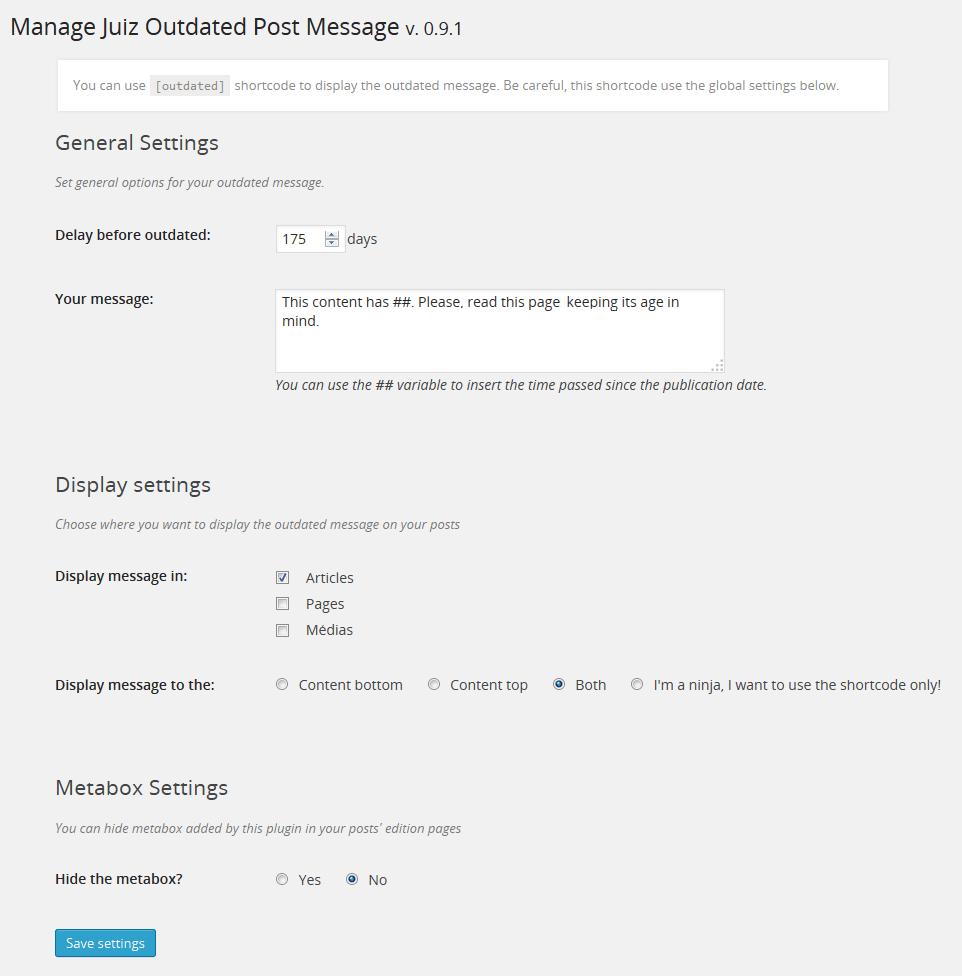 Manage Juiz Outdated Post Message v. 0.9.1
You can use [outdated] shortcode to display the outdated message. Be careful, this shortcode use the global settings below.
General Settings
Set general options for your outdated message.
Delay before outdated: 175 days
Your message: This content has ##. Please, read this page  keeping its age in
mind.
You can use the ## variable to insert the time passed since the publication date.
Display settings
Choose where you want to display the outdated message on your posts
Display message in: Articles
Pages
Médias
Display message to the: Content bottom Content top Both I'm a ninja, I want to use the shortcode only!
Metabox Settings
You can hide metabox added by this plugin in your posts' edition pages
Hide the metabox? Yes No
Save settings